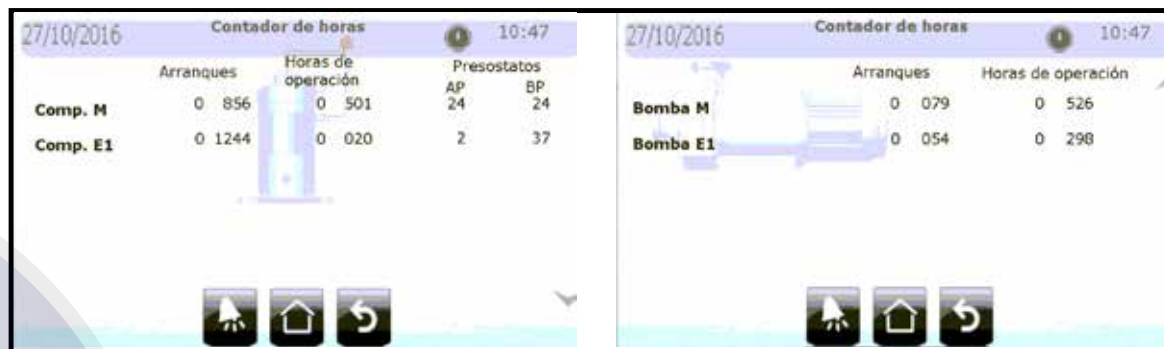 27/10/2016 Contador de horas 10:47
Arranques Horas de operación Presostatos
AP BP
Comp. M 0 856 0 501 24 24
Comp. E1 0 1244 0 020 2 37
27/10/2016 Contador de horas 10:47
Arranques Horas de operación
Bomba M 0 079 0 526
Bomba E1 0 054 0 298